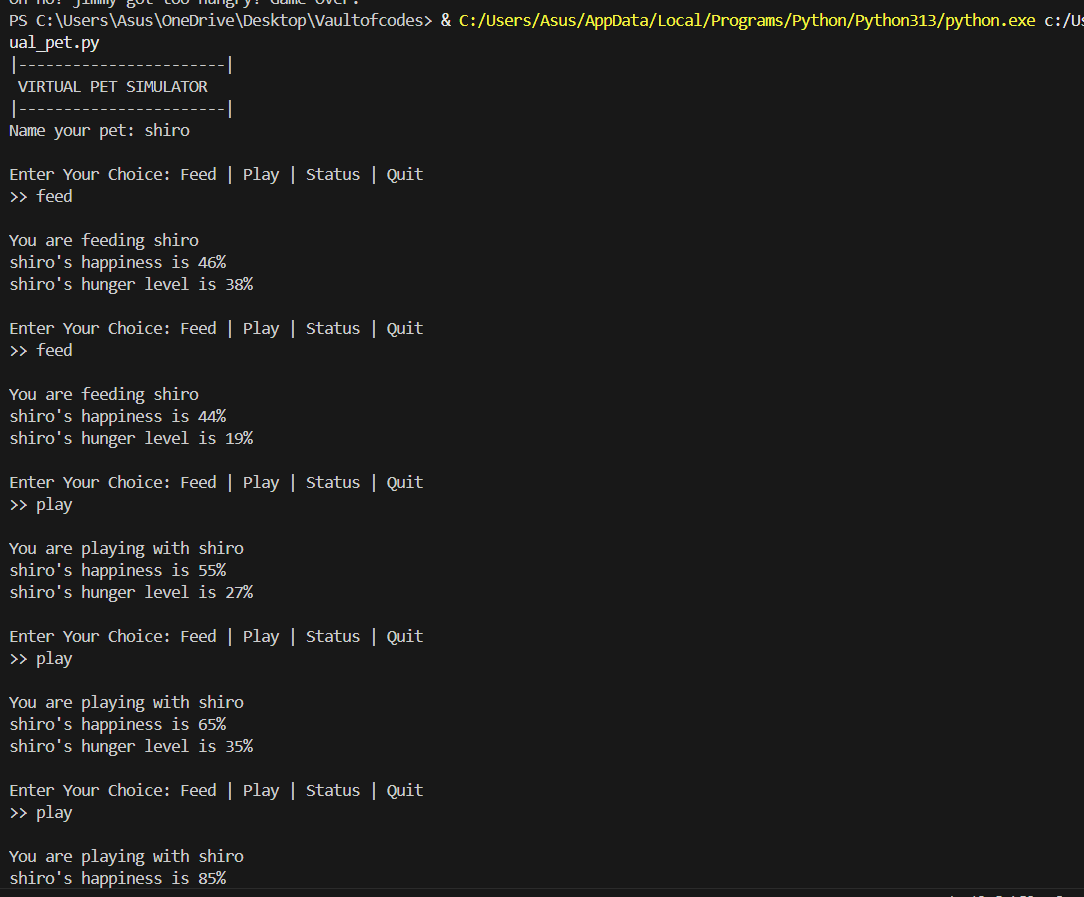 Oh no! jimmy got too hungry! Game over.
PS C:\Users\Asus\OneDrive\Desktop\Vaultofcodes> & C:/Users/Asus/AppData/Local/Programs/Python/Python313/python.exe c:/Us
ual_pet.py
|-----------------------|
 VIRTUAL PET SIMULATOR
|-----------------------|
Name your pet: shiro

Enter Your Choice: Feed | Play | Status | Quit
>> feed

You are feeding shiro
shiro's happiness is 46%
shiro's hunger level is 38%

Enter Your Choice: Feed | Play | Status | Quit
>> feed

You are feeding shiro
shiro's happiness is 44%
shiro's hunger level is 19%

Enter Your Choice: Feed | Play | Status | Quit
>> play

You are playing with shiro
shiro's happiness is 55%
shiro's hunger level is 27%

Enter Your Choice: Feed | Play | Status | Quit
>> play

You are playing with shiro
shiro's happiness is 65%
shiro's hunger level is 35%

Enter Your Choice: Feed | Play | Status | Quit
>> play

You are playing with shiro
shiro's happiness is 85%